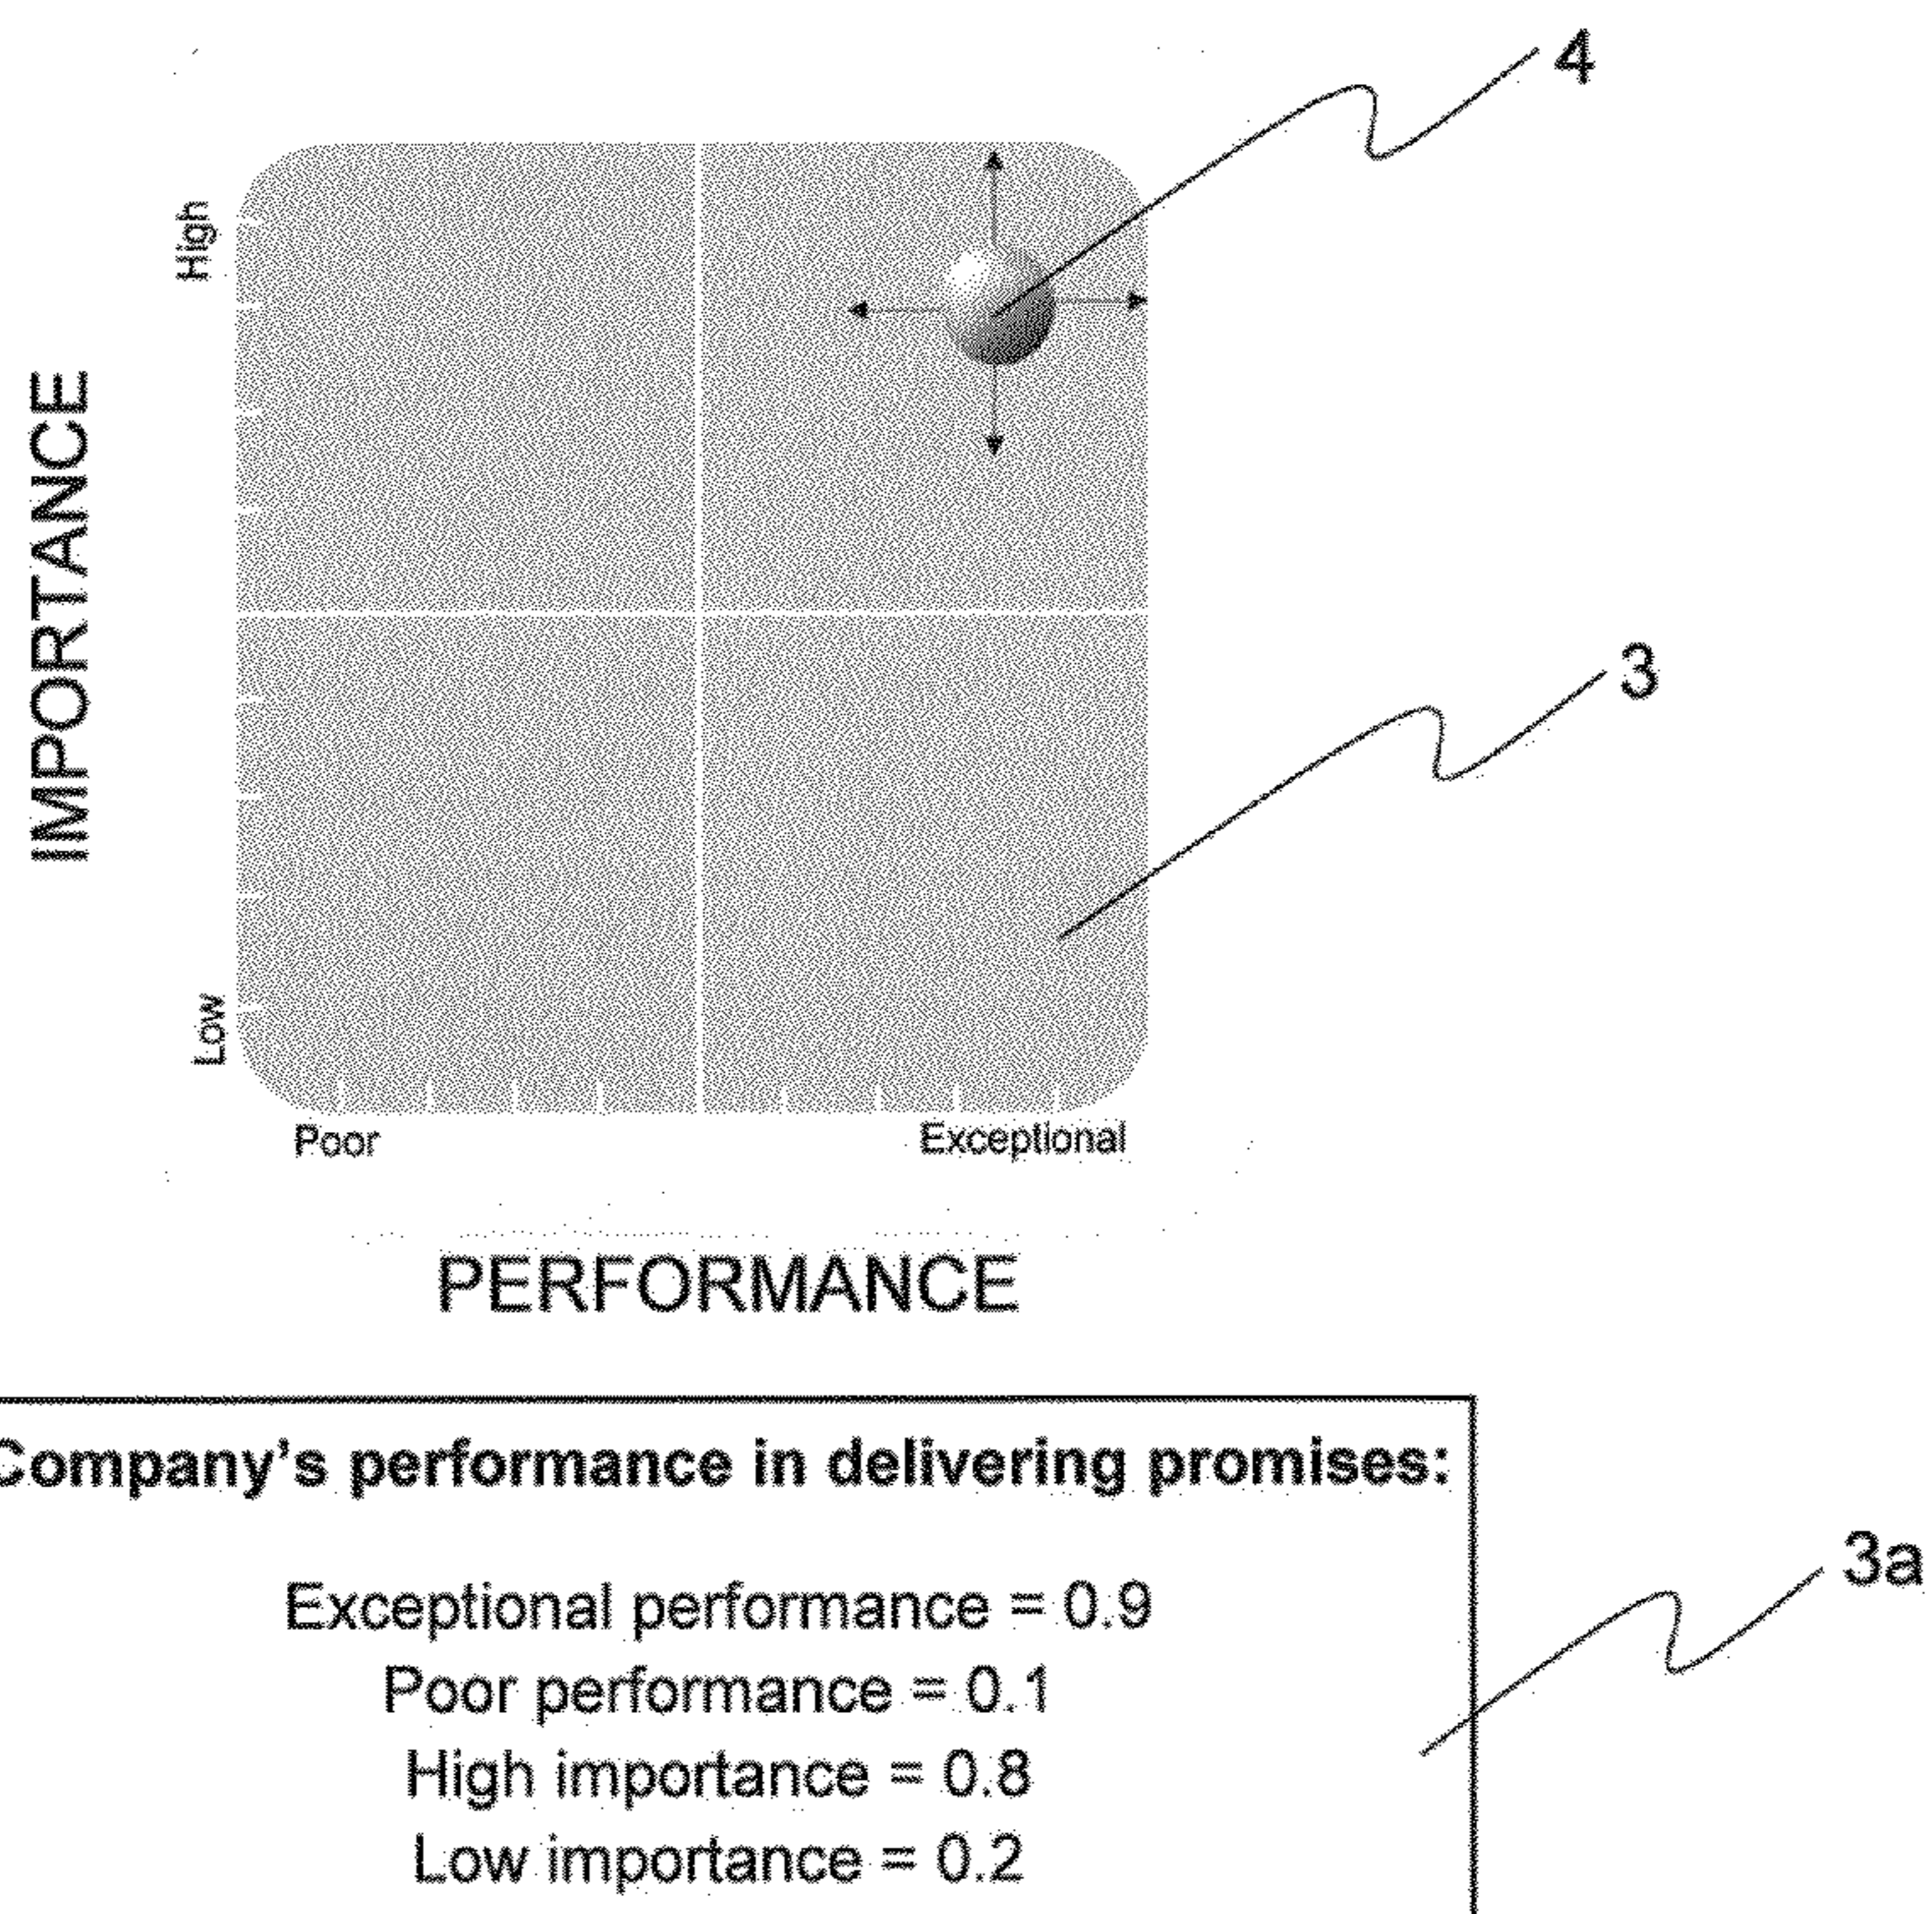 4
High
IMPORTANCE
3
Low
Poor
Exceptional
PERFORMANCE
Company's performance in delivering promises:
3a
Exceptional performance = 0.9
Poor performance = 0.1
High importance = 0.8
Low importance = 0.2